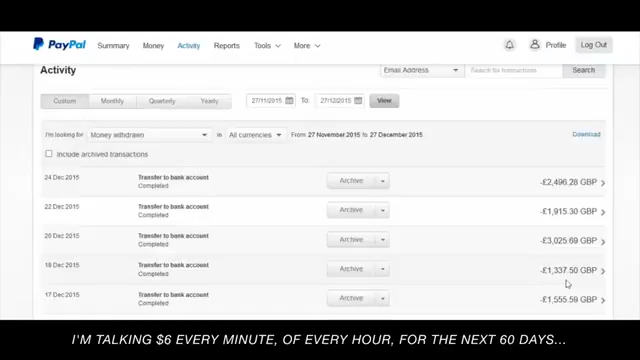 PayPal Summary Money Activity Reports Tools More Profile Log Out
Activity Email Address Search for transactions Search
Custom Monthly Quarterly Yearly 27/11/2015 To: 27/12/2015 View
I'm looking for Money withdrawn in All currencies From 27 November 2015 to 27 December 2015 Download
Include archived transactions
24 Dec 2015 Transfer to bank account Archive -£2,496.28 GBP
Completed
22 Dec 2015 Transfer to bank account Archive -£1,915.30 GBP
Completed
20 Dec 2015 Transfer to bank account Archive -£3,025.69 GBP
Completed
18 Dec 2015 Transfer to bank account Archive -£1,337.50 GBP
Completed
17 Dec 2015 Transfer to bank account Archive -£1,555.59 GBP
Completed
I'M TALKING $6 EVERY MINUTE, OF EVERY HOUR, FOR THE NEXT 60 DAYS...